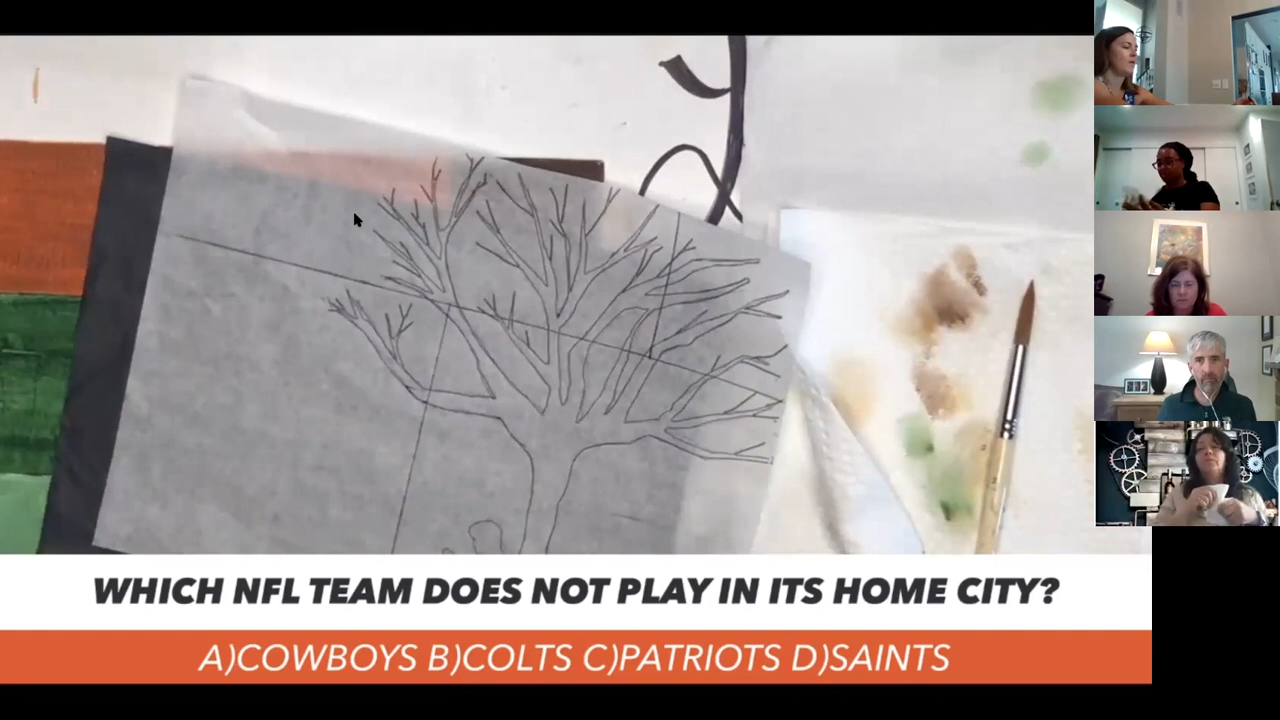 WHICH NFL TEAM DOES NOT PLAY IN ITS HOME CITY?
A)COWBOYS B)COLTS C)PATRIOTS D)SAINTS